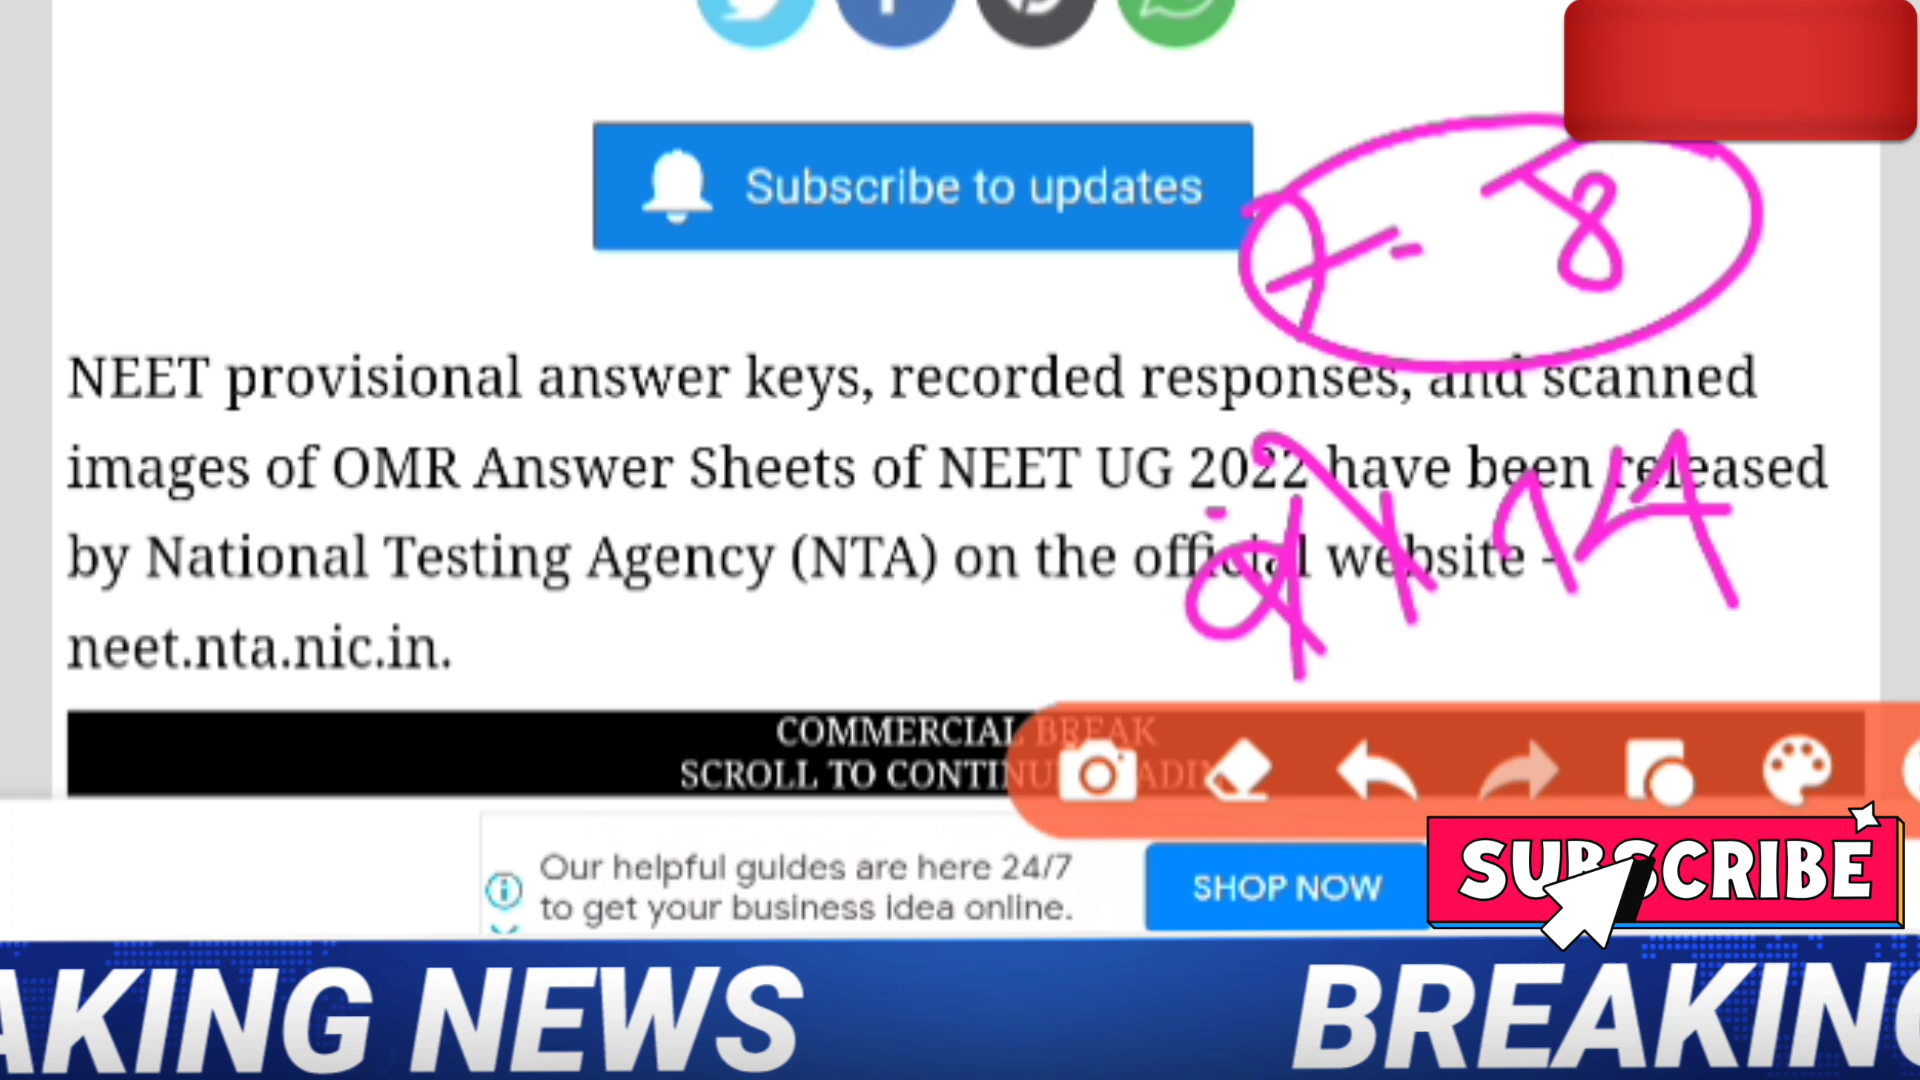 Subscribe to updates
8
NEET provisional answer keys, recorded responses, and scanned
images of OMR Answer Sheets of NEET UG 2022 have been released
by National Testing Agency (NTA) on the official website -
neet.nta.nic.in.
COMMERCIAL BREAK
SCROLL TO CONTINU ADI
Our helpful guides are here 24/7
to get your business idea online.
SHOP NOW
SUBSCRIBE
AKING NEWS
BREAKING